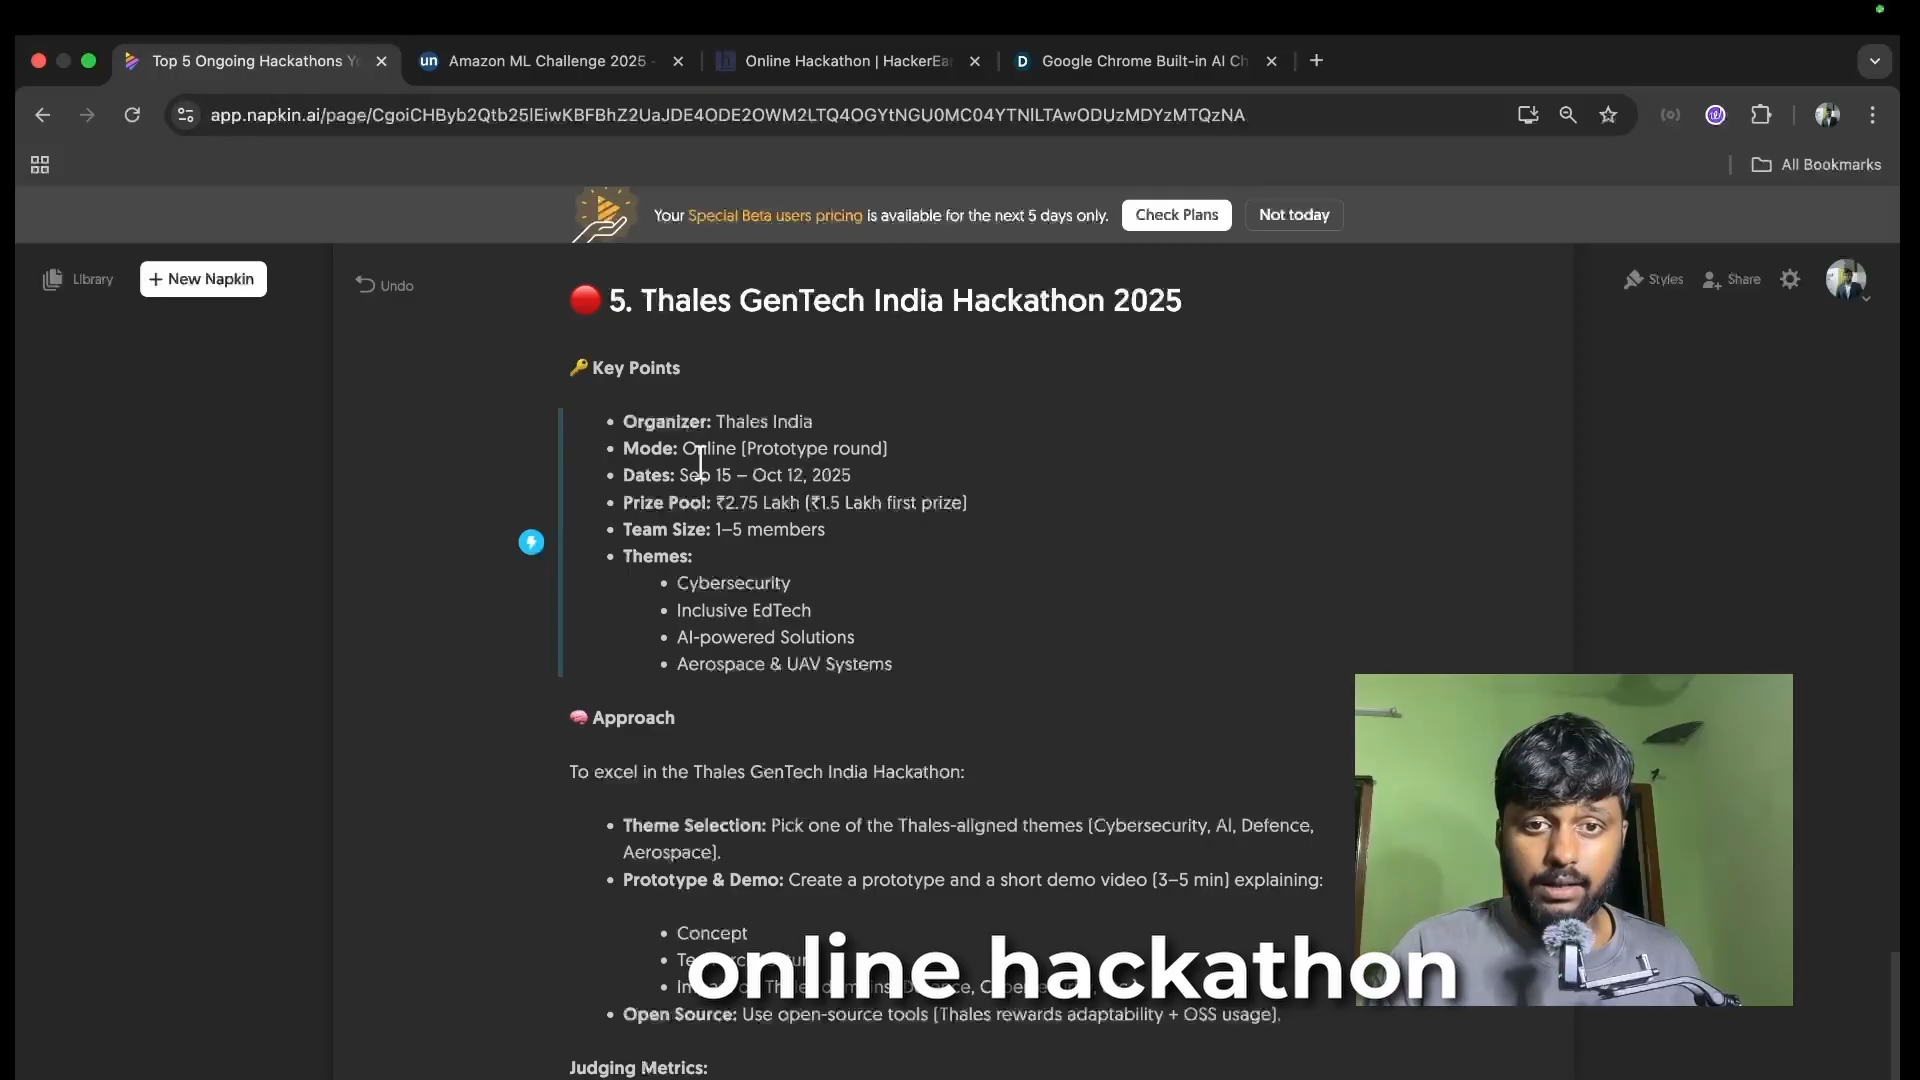 Top 5 Ongoing Hackathons Yo
un Amazon ML Challenge 2025 -
h Online Hackathon | HackerEa
D Google Chrome Built-in AI Ch
app.napkin.ai/page/CgoiCHByb2Qtb25lEiwKBFBhZ2UaJDE4ODE2OWM2LTQ4OGYtNGU0MC04YTNlLTAwODUzMDYzMTQzNA
All Bookmarks
Your Special Beta users pricing is available for the next 5 days only.
Check Plans
Not today
Library
+ New Napkin
Undo
Styles
Share
5. Thales GenTech India Hackathon 2025
Key Points
• Organizer: Thales India
• Mode: Online (Prototype round)
• Dates: Sep 15 – Oct 12, 2025
• Prize Pool: ₹2.75 Lakh (₹1.5 Lakh first prize)
• Team Size: 1–5 members
• Themes:
• Cybersecurity
• Inclusive EdTech
• AI-powered Solutions
• Aerospace & UAV Systems
Approach
To excel in the Thales GenTech India Hackathon:
• Theme Selection: Pick one of the Thales-aligned themes (Cybersecurity, AI, Defence,
Aerospace).
• Prototype & Demo: Create a prototype and a short demo video (3–5 min) explaining:
• Concept
online hackathon
• Open Source: Use open-source tools (Thales rewards adaptability + OSS usage).
Judging Metrics: